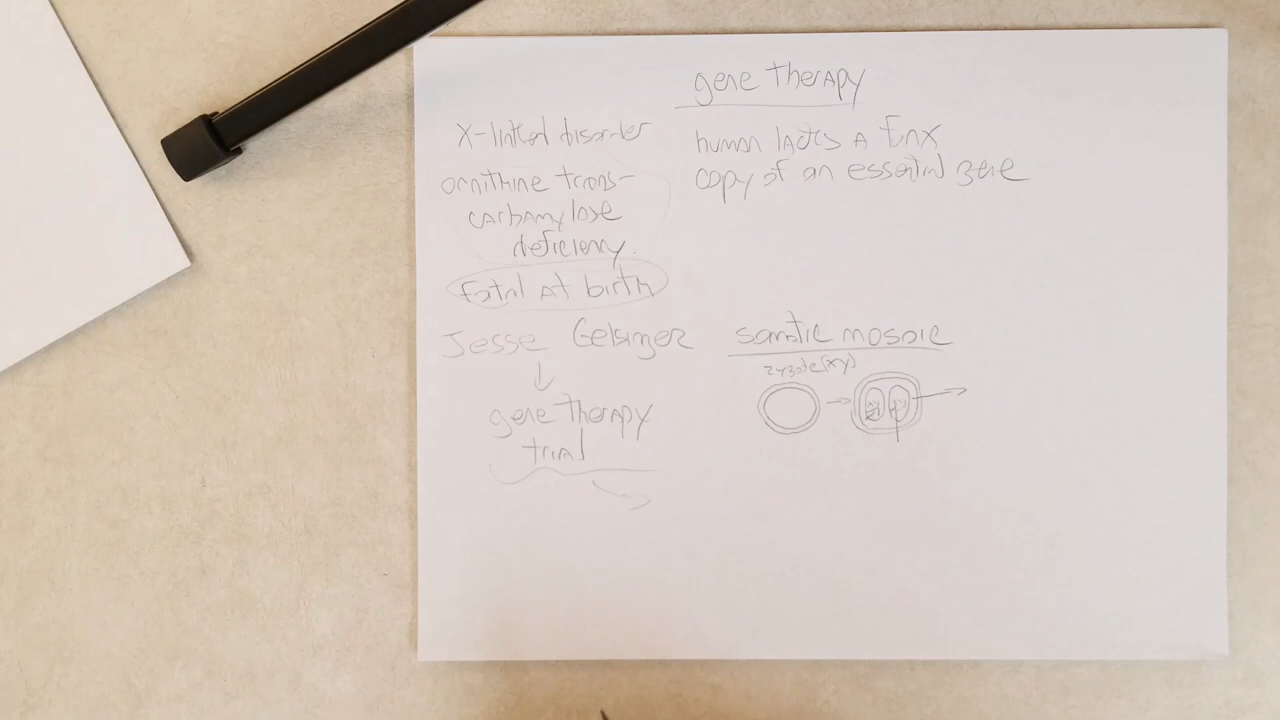 gene therapy
X-linked disorder
ornithine trans-
carbamylase
deficiency.
fatal at birth
Jesse Gelsinger
gene therapy
trial
human lacks a fnx
copy of an essential gene
somatic mosaic
zygote (xy)